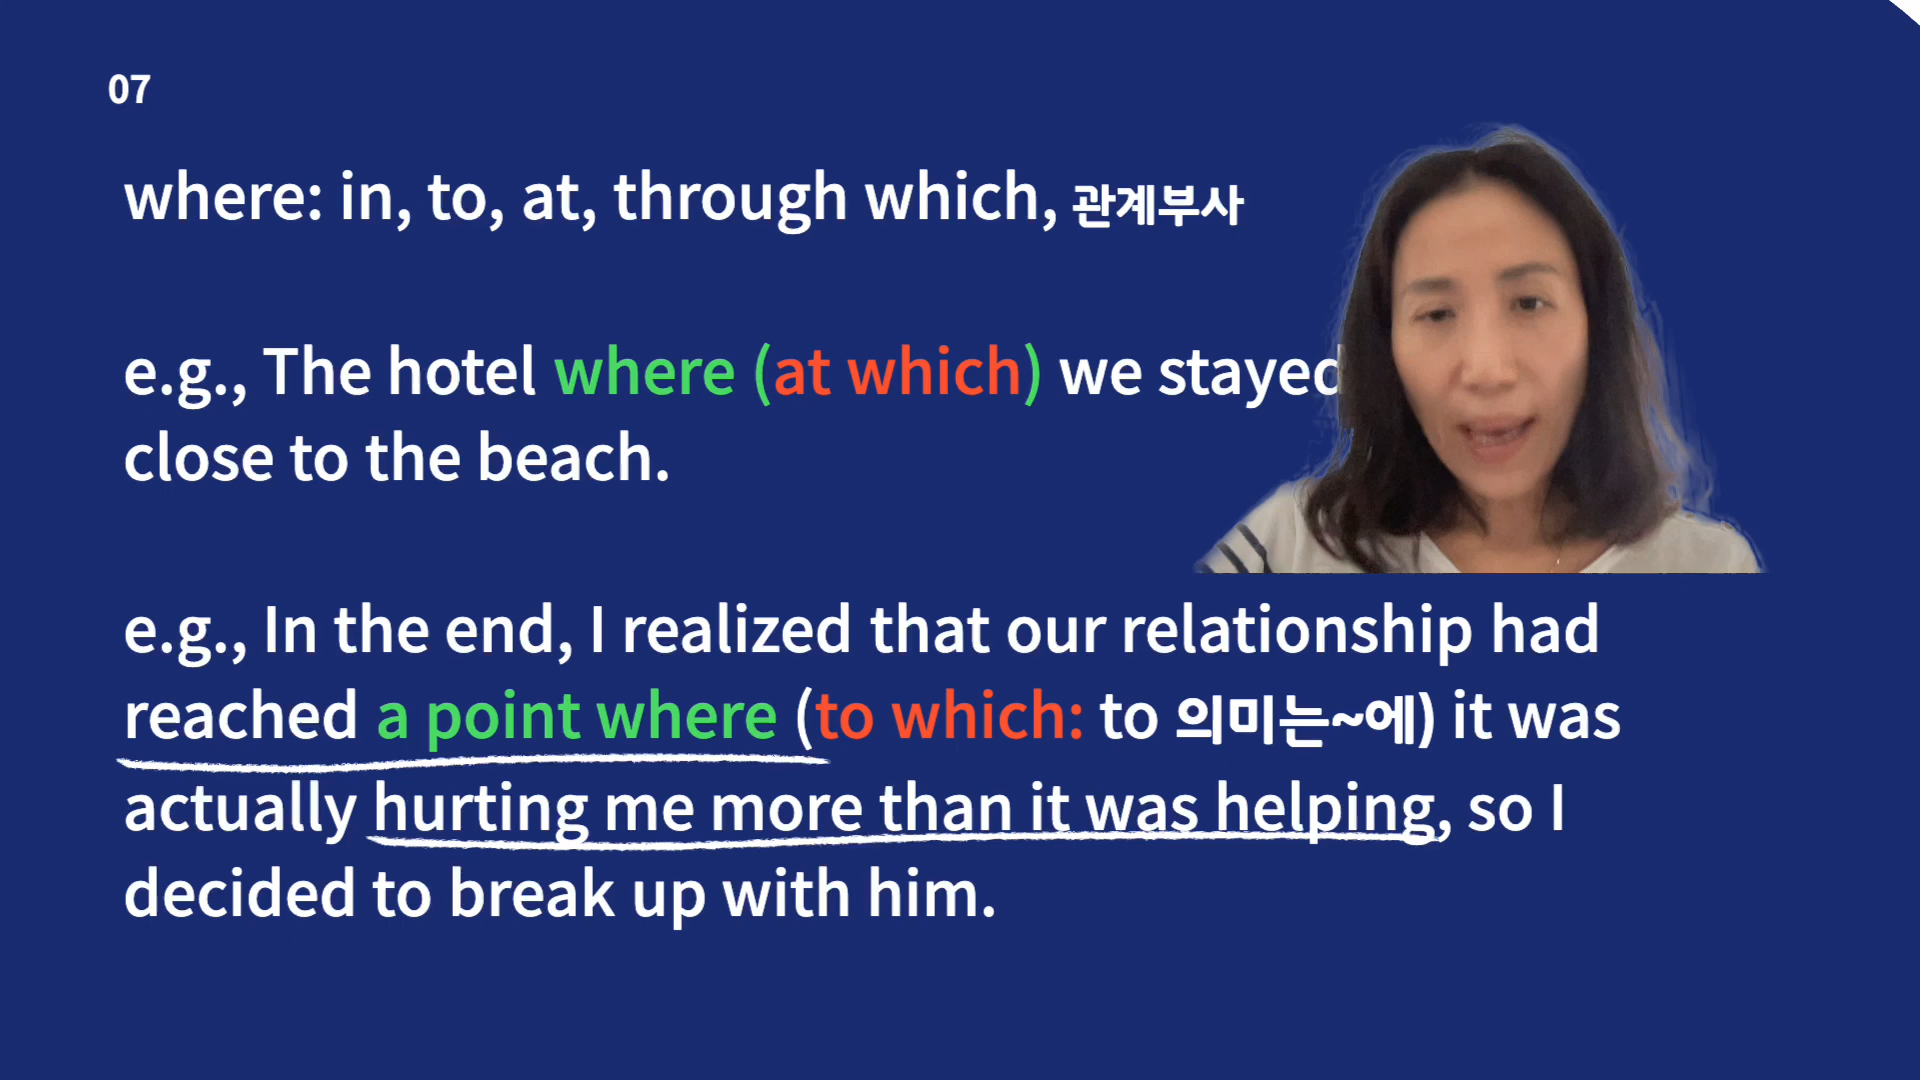 07
where: in, to, at, through which, 관계부사
e.g., The hotel where (at which) we stayed
close to the beach.
e.g., In the end, I realized that our relationship had
reached a point where (to which: to 의미는~에) it was
actually hurting me more than it was helping, so I
decided to break up with him.